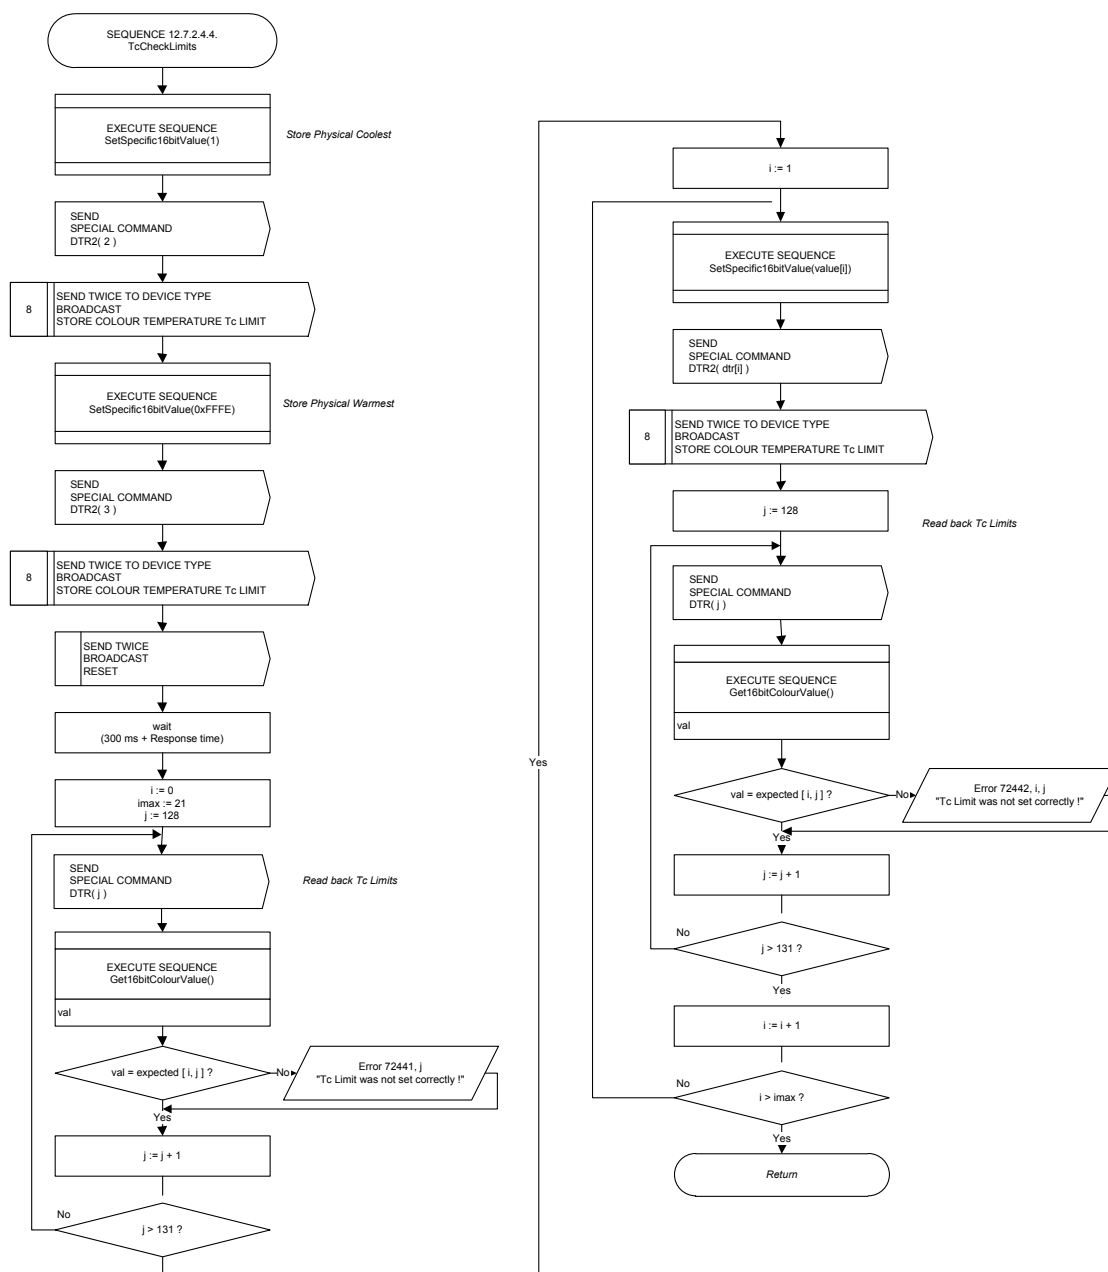 SEQUENCE 12.7.2.4.4.
TcCheckLimits
EXECUTE SEQUENCE
SetSpecific16bitValue(1)
Store Physical Coolest
SEND
SPECIAL COMMAND
DTR2( 2 )
8
SEND TWICE TO DEVICE TYPE
BROADCAST
STORE COLOUR TEMPERATURE Tc LIMIT
EXECUTE SEQUENCE
SetSpecific16bitValue(0xFFFE)
Store Physical Warmest
SEND
SPECIAL COMMAND
DTR2( 3 )
8
SEND TWICE TO DEVICE TYPE
BROADCAST
STORE COLOUR TEMPERATURE Tc LIMIT
SEND TWICE
BROADCAST
RESET
wait
(300 ms + Response time)
i := 0
imax := 21
j := 128
SEND
SPECIAL COMMAND
DTR( j )
Read back Tc Limits
EXECUTE SEQUENCE
Get16bitColourValue()
val
val = expected [ i, j ] ?
No
Error 72441, j
"Tc Limit was not set correctly !"
Yes
j := j + 1
No
j > 131 ?
Yes
i := 1
EXECUTE SEQUENCE
SetSpecific16bitValue(value[i])
SEND
SPECIAL COMMAND
DTR2( dtr[i] )
8
SEND TWICE TO DEVICE TYPE
BROADCAST
STORE COLOUR TEMPERATURE Tc LIMIT
j := 128
Read back Tc Limits
SEND
SPECIAL COMMAND
DTR( j )
EXECUTE SEQUENCE
Get16bitColourValue()
val
val = expected [ i, j ] ?
No
Error 72442, i, j
"Tc Limit was not set correctly !"
Yes
j := j + 1
No
j > 131 ?
Yes
i := i + 1
No
i > imax ?
Yes
Return